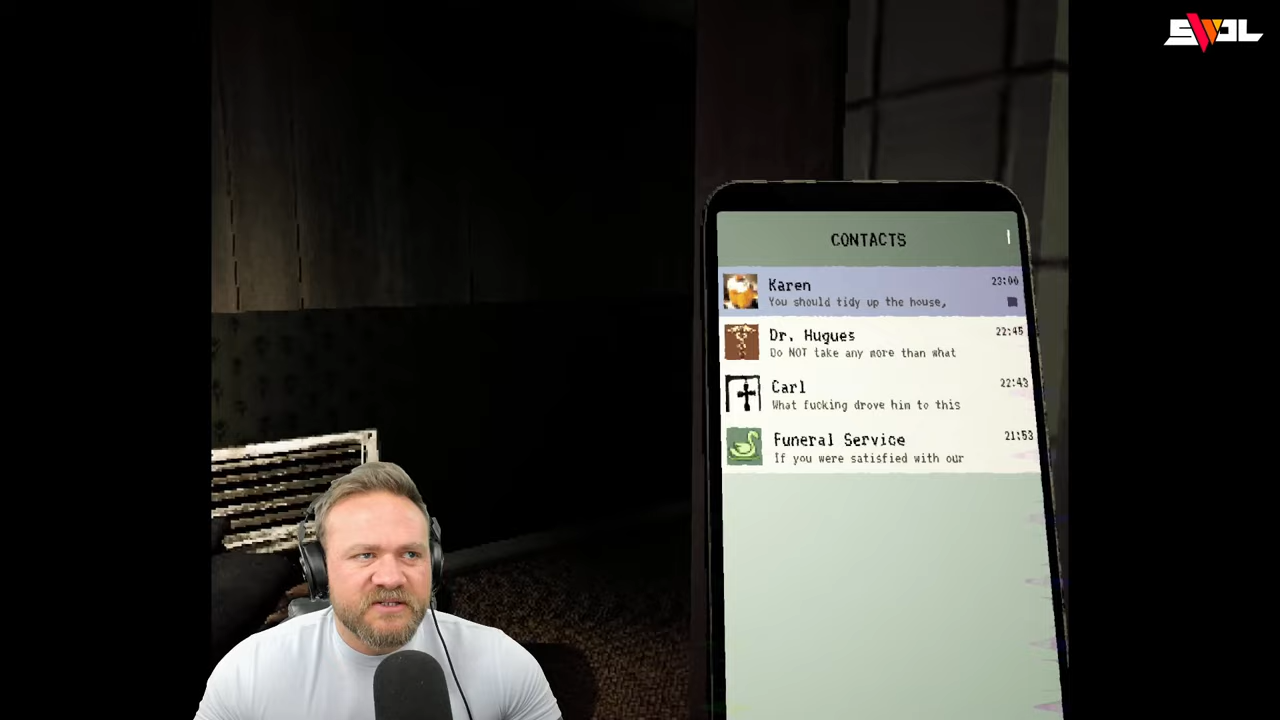 SWOL
CONTACTS
Karen
23:00
You should tidy up the house,
Dr. Hugues
22:45
Do NOT take any more than what
Carl
22:43
What fucking drove him to this
Funeral Service
21:53
If you were satisfied with our